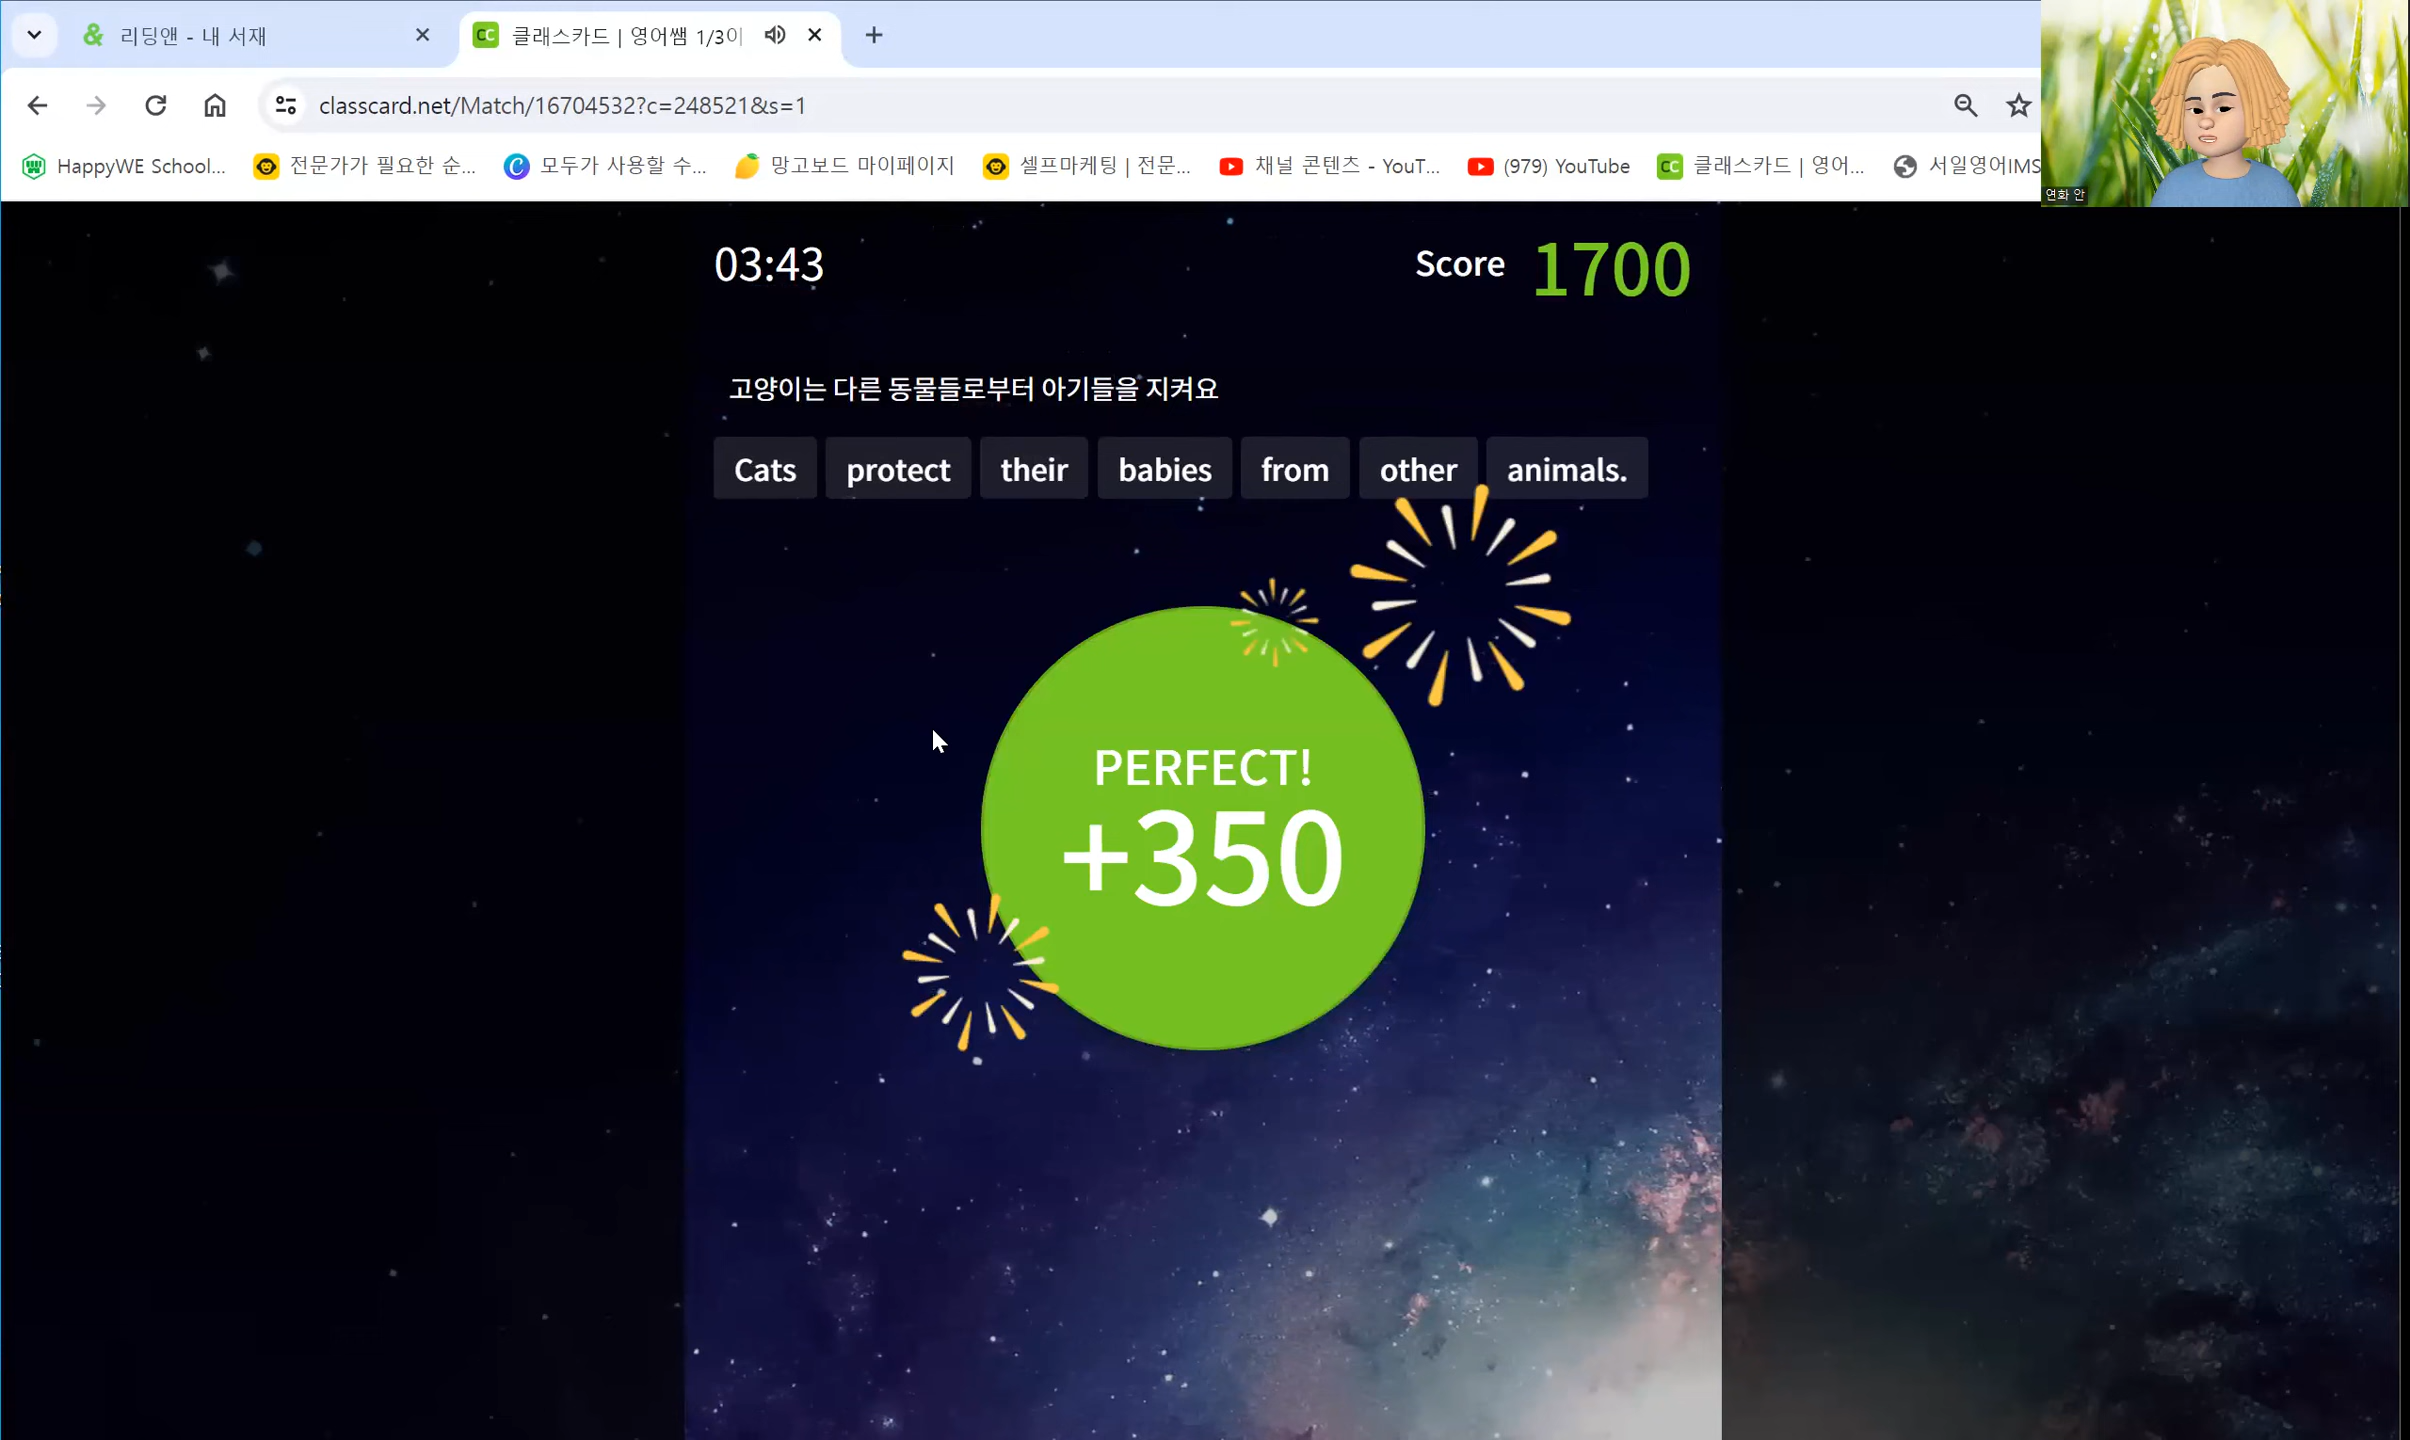 리딩앤 - 내 서재
클래스카드 | 영어쌤 1/3이
classcard.net/Match/16704532?c=248521&s=1
HappyWE School...
전문가가 필요한 순...
모두가 사용할 수...
망고보드 마이페이지
셀프마케팅 | 전문...
채널 콘텐츠 - YouT...
(979) YouTube
클래스카드 | 영어...
서일영어IMS
연화 안
03:43
Score 1700
고양이는 다른 동물들로부터 아기들을 지켜요
Cats protect their babies from other animals.
PERFECT!
+350